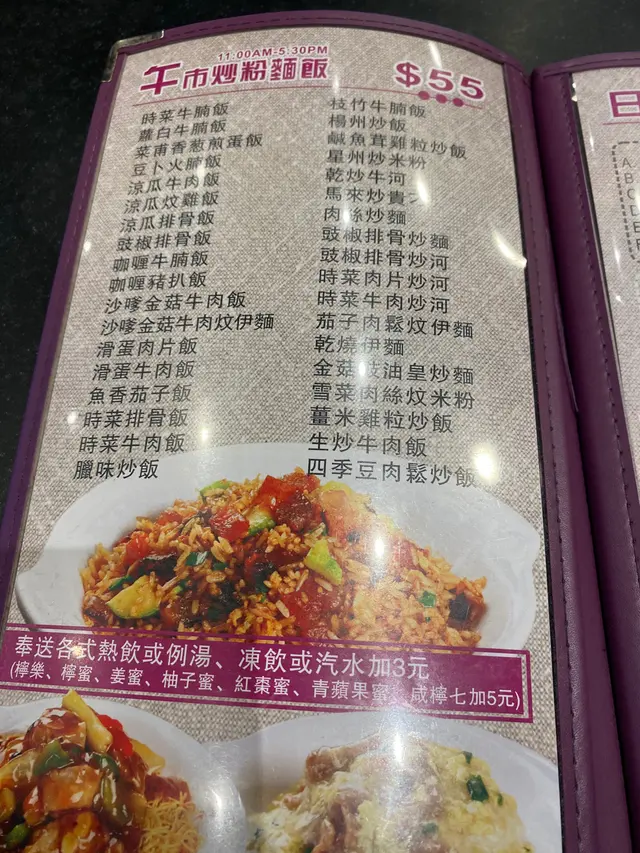 11:00AM-5:30PM
午市炒粉麵飯 $55
時菜牛腩飯
蘿白牛腩飯
菜甫香葱煎蛋飯
豆卜火腩飯
涼瓜牛肉飯
涼瓜炆雞飯
涼瓜排骨飯
豉椒排骨飯
咖喱牛腩飯
咖喱豬扒飯
沙嗲金菇牛肉飯
沙嗲金菇牛肉炆伊麵
滑蛋肉片飯
滑蛋牛肉飯
魚香茄子飯
時菜排骨飯
時菜牛肉飯
臘味炒飯
枝竹牛腩飯
楊州炒飯
鹹魚茸雞粒炒飯
星州炒米粉
乾炒牛河
馬來炒貴
肉絲炒麵
豉椒排骨炒麵
豉椒排骨炒河
時菜肉片炒河
時菜牛肉炒河
茄子肉鬆炆伊麵
乾燒伊麵
金菇豉油皇炒麵
雪菜肉絲炆米粉
薑米雞粒炒飯
生炒牛肉飯
四季豆肉鬆炒飯
奉送各式熱飲或例湯、凍飲或汽水加3元
(檸樂、檸蜜、姜蜜、柚子蜜、紅棗蜜、青蘋果蜜、咸檸七加5元)
日
A
B
C
D
E